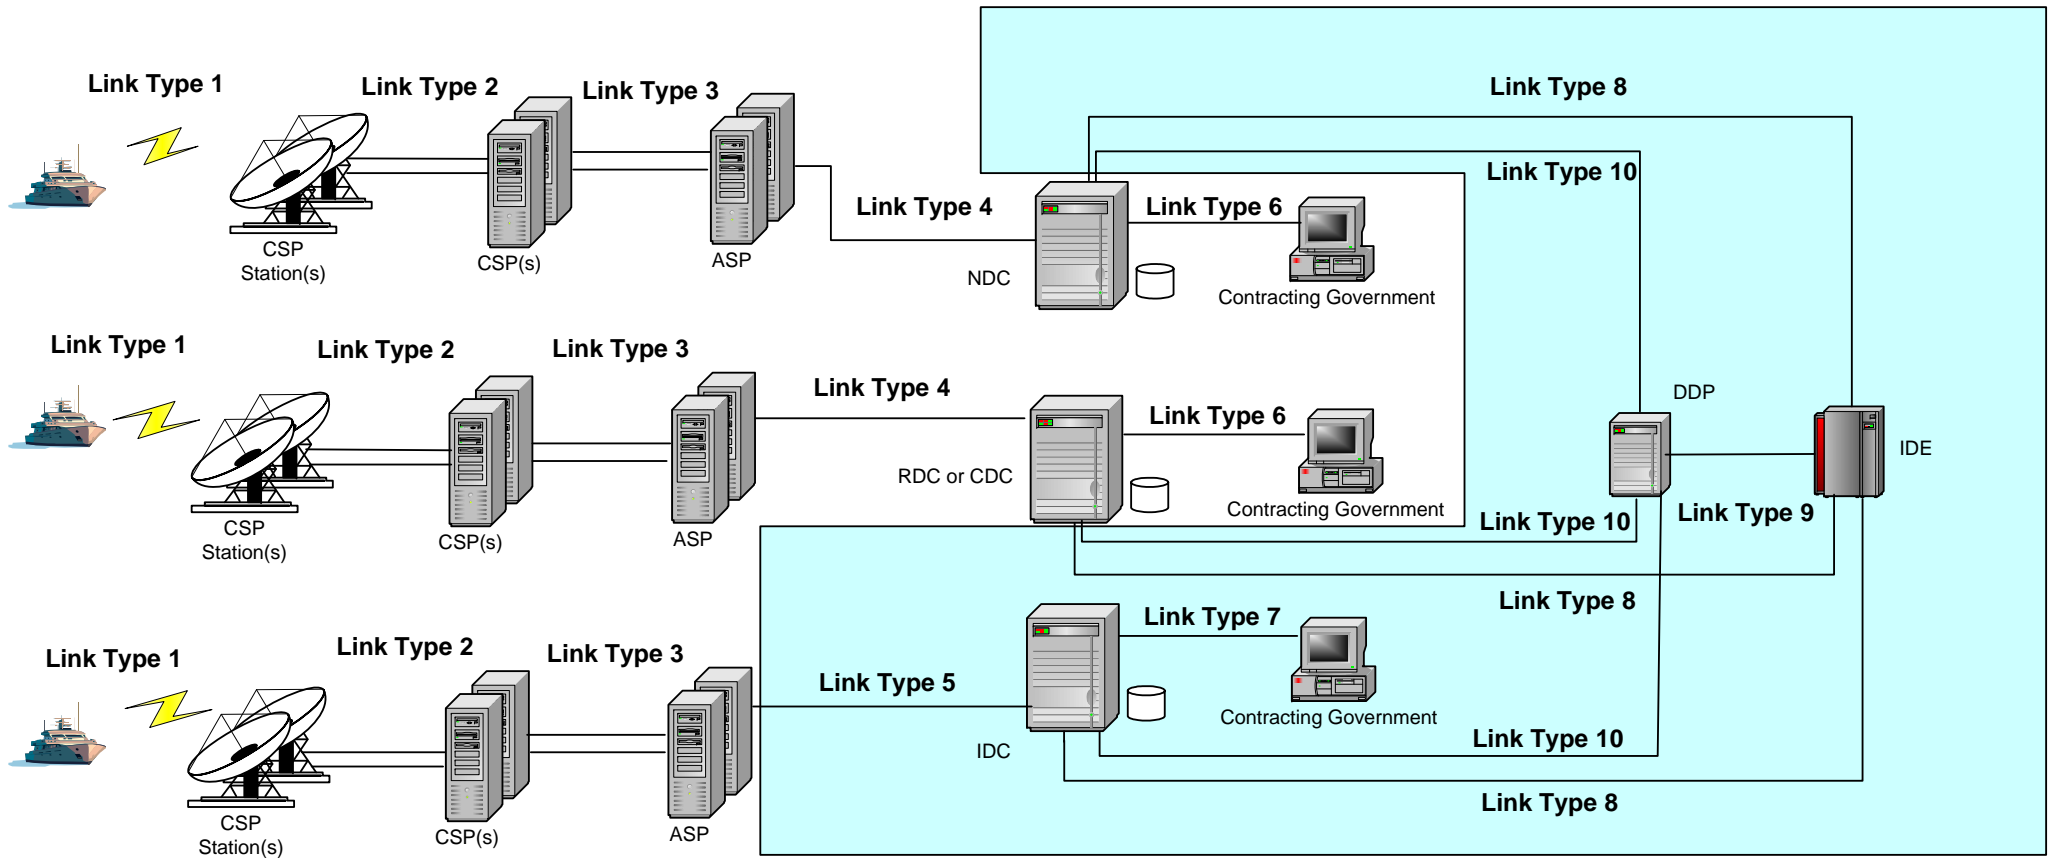 Link Type 1
Link Type 2
Link Type 3
Link Type 8
Link Type 10
Link Type 4
Link Type 6
CSP
Station(s)
CSP(s)
ASP
NDC
Contracting Government
Link Type 1
Link Type 2
Link Type 3
Link Type 4
Link Type 6
DDP
IDE
RDC or CDC
Contracting Government
CSP
Station(s)
CSP(s)
ASP
Link Type 10
Link Type 9
Link Type 8
Link Type 1
Link Type 2
Link Type 3
Link Type 5
Link Type 7
Contracting Government
IDC
Link Type 10
Link Type 8
CSP
Station(s)
CSP(s)
ASP